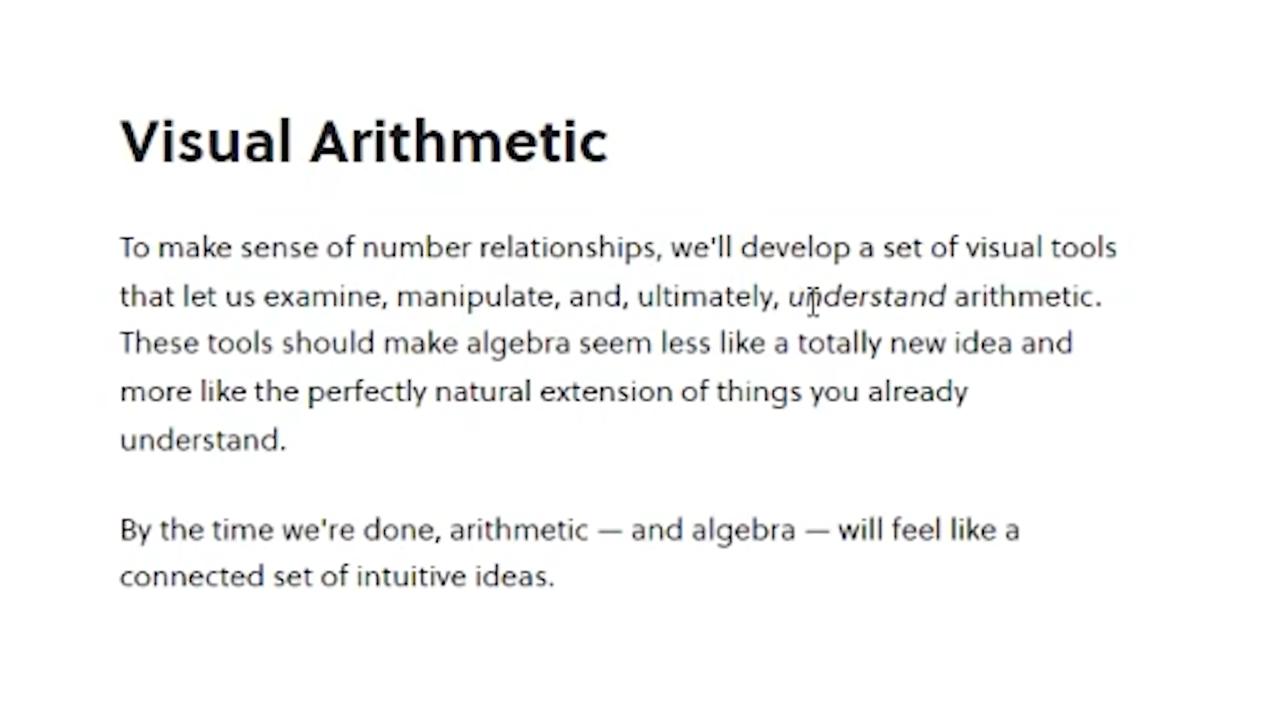 Visual Arithmetic
To make sense of number relationships, we'll develop a set of visual tools
that let us examine, manipulate, and, ultimately, understand arithmetic.
These tools should make algebra seem less like a totally new idea and
more like the perfectly natural extension of things you already
understand.
By the time we're done, arithmetic — and algebra — will feel like a
connected set of intuitive ideas.